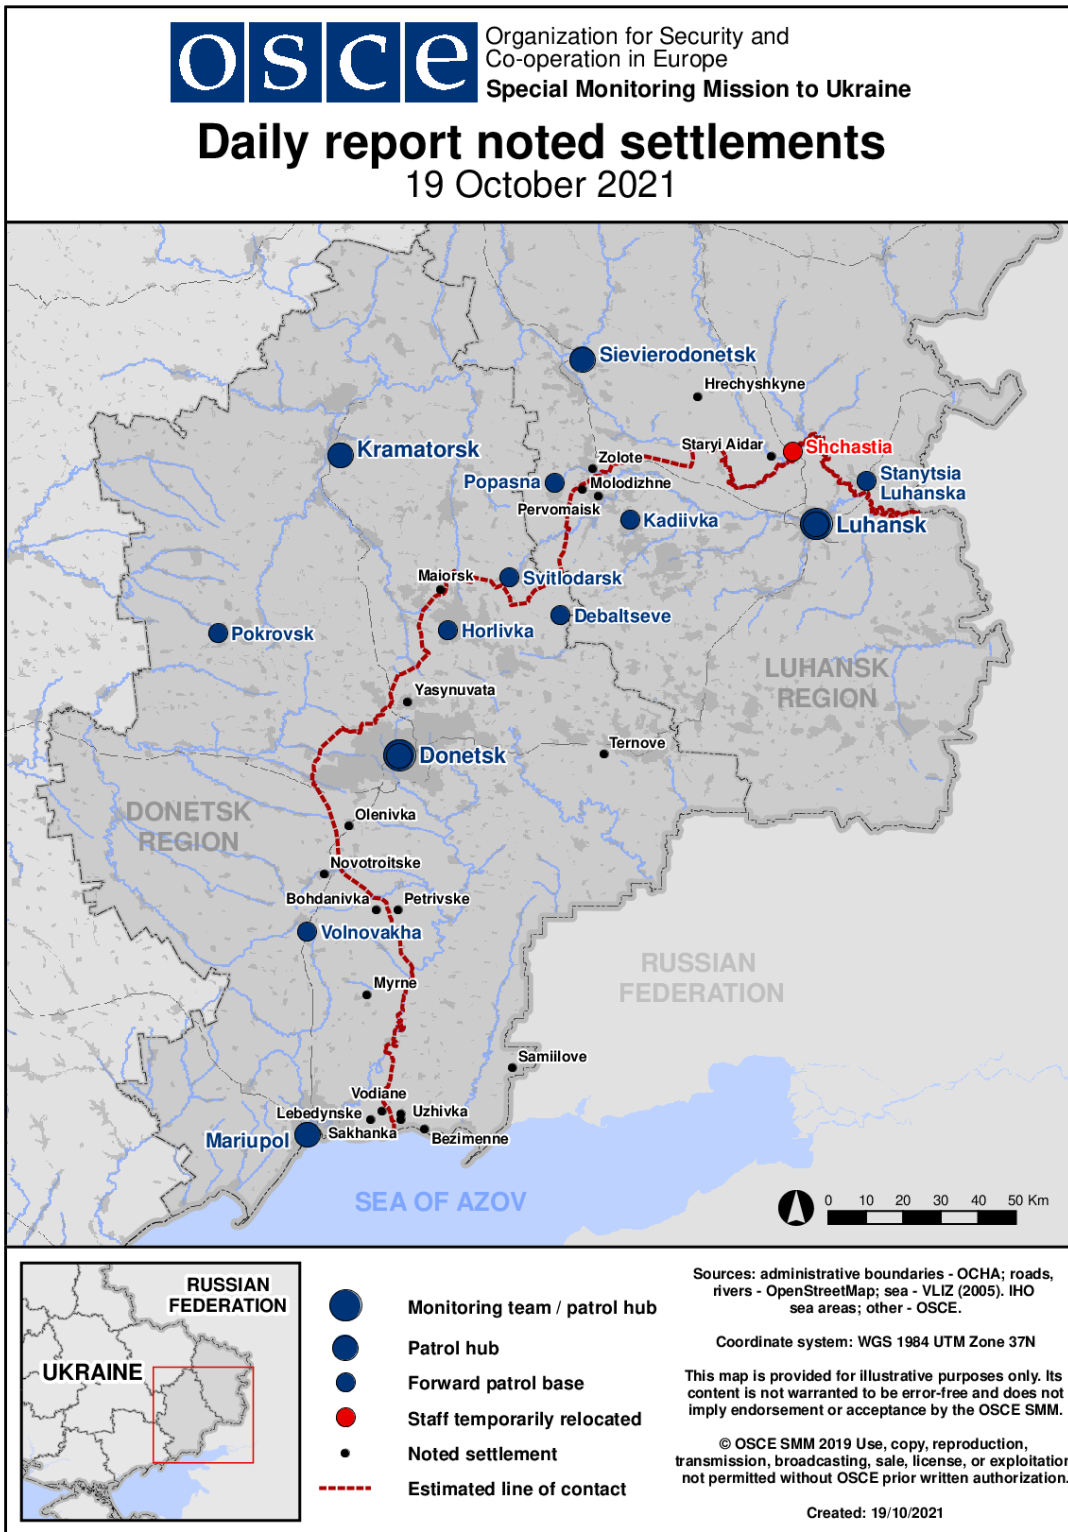 osce
Organization for Security and
Co-operation in Europe
Special Monitoring Mission to Ukraine
Daily report noted settlements
19 October 2021
Sievierodonetsk
Hrechyshkyne
Kramatorsk
Staryi Aidar
Shchastia
Zolote
Popasna
Molodizhne
Stanytsia
Luhanska
Pervomaisk
Kadiivka
Luhansk
Maiorsk
Svitlodarsk
Debaltseve
Pokrovsk
Horlivka
LUHANSK
REGION
Yasynuvata
Donetsk
Ternove
DONETSK
REGION
Olenivka
Novotroitske
Bohdanivka
Petrivske
Volnovakha
RUSSIAN
FEDERATION
Myrne
Samiilove
Vodiane
Lebedynske
Uzhivka
Mariupol
Sakhanka
Bezimenne
SEA OF AZOV
0 10 20 30 40 50 Km
RUSSIAN
FEDERATION
UKRAINE
Monitoring team / patrol hub
Patrol hub
Forward patrol base
Staff temporarily relocated
Noted settlement
Estimated line of contact
Sources: administrative boundaries - OCHA; roads,
rivers - OpenStreetMap; sea - VLIZ (2005). IHO
sea areas; other - OSCE.
Coordinate system: WGS 1984 UTM Zone 37N
This map is provided for illustrative purposes only. Its
content is not warranted to be error-free and does not
imply endorsement or acceptance by the OSCE SMM.
© OSCE SMM 2019 Use, copy, reproduction,
transmission, broadcasting, sale, license, or exploitation
not permitted without OSCE prior written authorization.
Created: 19/10/2021